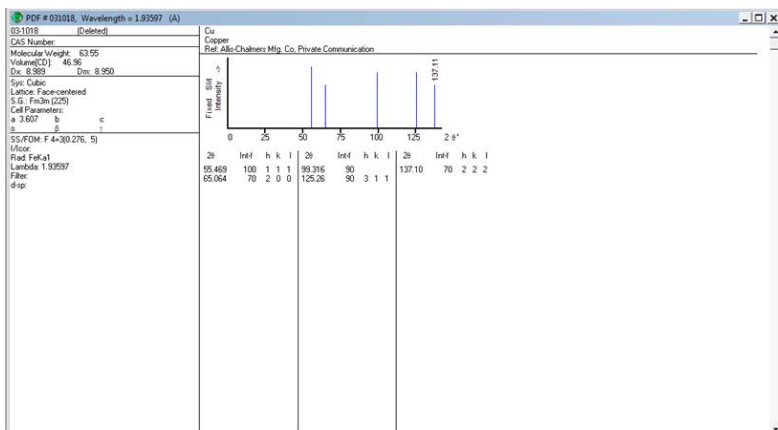 PDF # 031018, Wavelength = 1.93597 (A)
03-1018 (Deleted)
CAS Number:
Molecular Weight: 63.55
Volume[CD]: 46.96
Dx: 8.989 Dm: 8.950
Sys: Cubic
Lattice: Face-centered
S.G.: Fm3m (225)
Cell Parameters:
a 3.607 b c
α β γ
SS/FOM: F 4=3(0.276, 5)
I/Icor:
Rad: FeKa1
Lambda: 1.93597
Filter:
d-sp:
Cu
Copper
Ref: Allis-Chalmers Mfg. Co, Private Communication
Fixed Slit
Intensity
137.11
0 25 50 75 100 125 2 θ°
2θ Int-f h k l 2θ Int-f h k l 2θ Int-f h k l
55.469 100 1 1 1 99.316 90 137.10 70 2 2 2
65.064 70 2 0 0 125.26 90 3 1 1